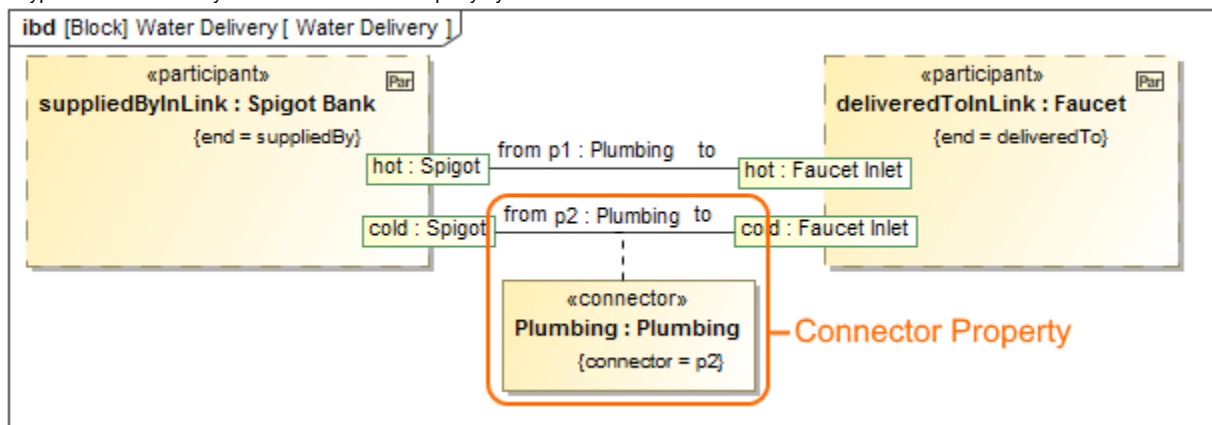 ibd [Block] Water Delivery [ Water Delivery ]
«participant»
Par
suppliedByInLink : Spigot Bank
{end = suppliedBy}
«participant»
Par
deliveredToInLink : Faucet
{end = deliveredTo}
hot : Spigot
from p1 : Plumbing to
hot : Faucet Inlet
cold : Spigot
from p2 : Plumbing to
cold : Faucet Inlet
«connector»
Plumbing : Plumbing
{connector = p2}
Connector Property